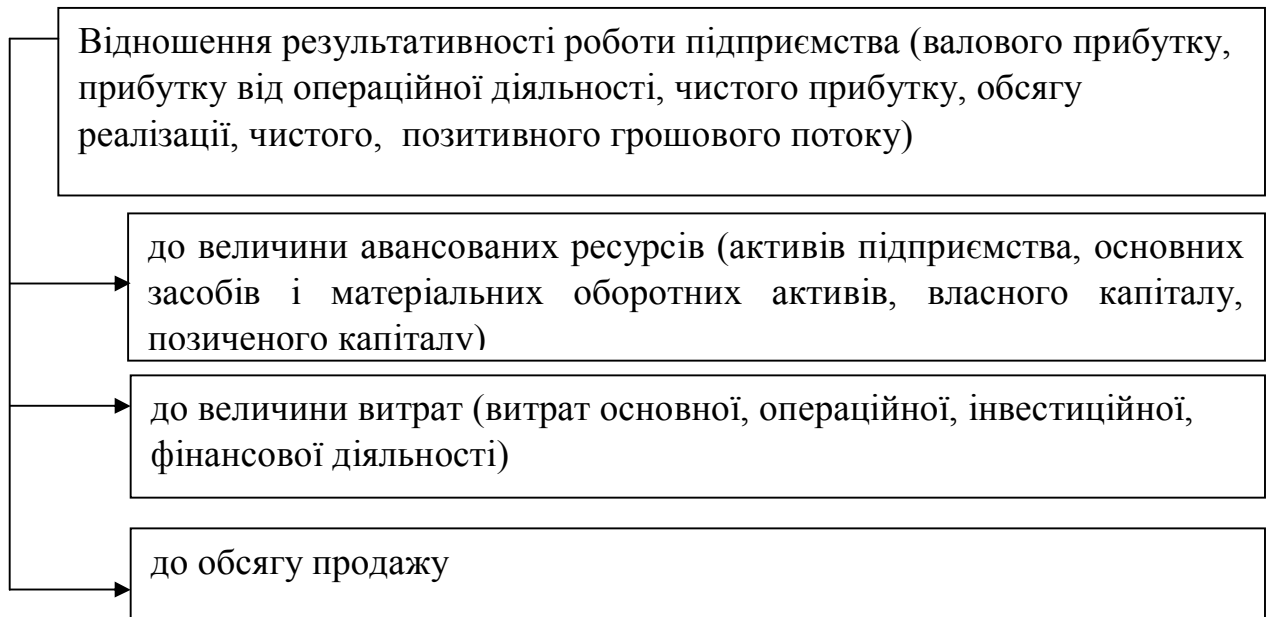 Відношення результативності роботи підприємства (валового прибутку,
прибутку від операційної діяльності, чистого прибутку, обсягу
реалізації, чистого, позитивного грошового потоку)
до величини авансованих ресурсів (активів підприємства, основних
засобів і матеріальних оборотних активів, власного капіталу,
позиченого капіталу)
до величини витрат (витрат основної, операційної, інвестиційної,
фінансової діяльності)
до обсягу продажу